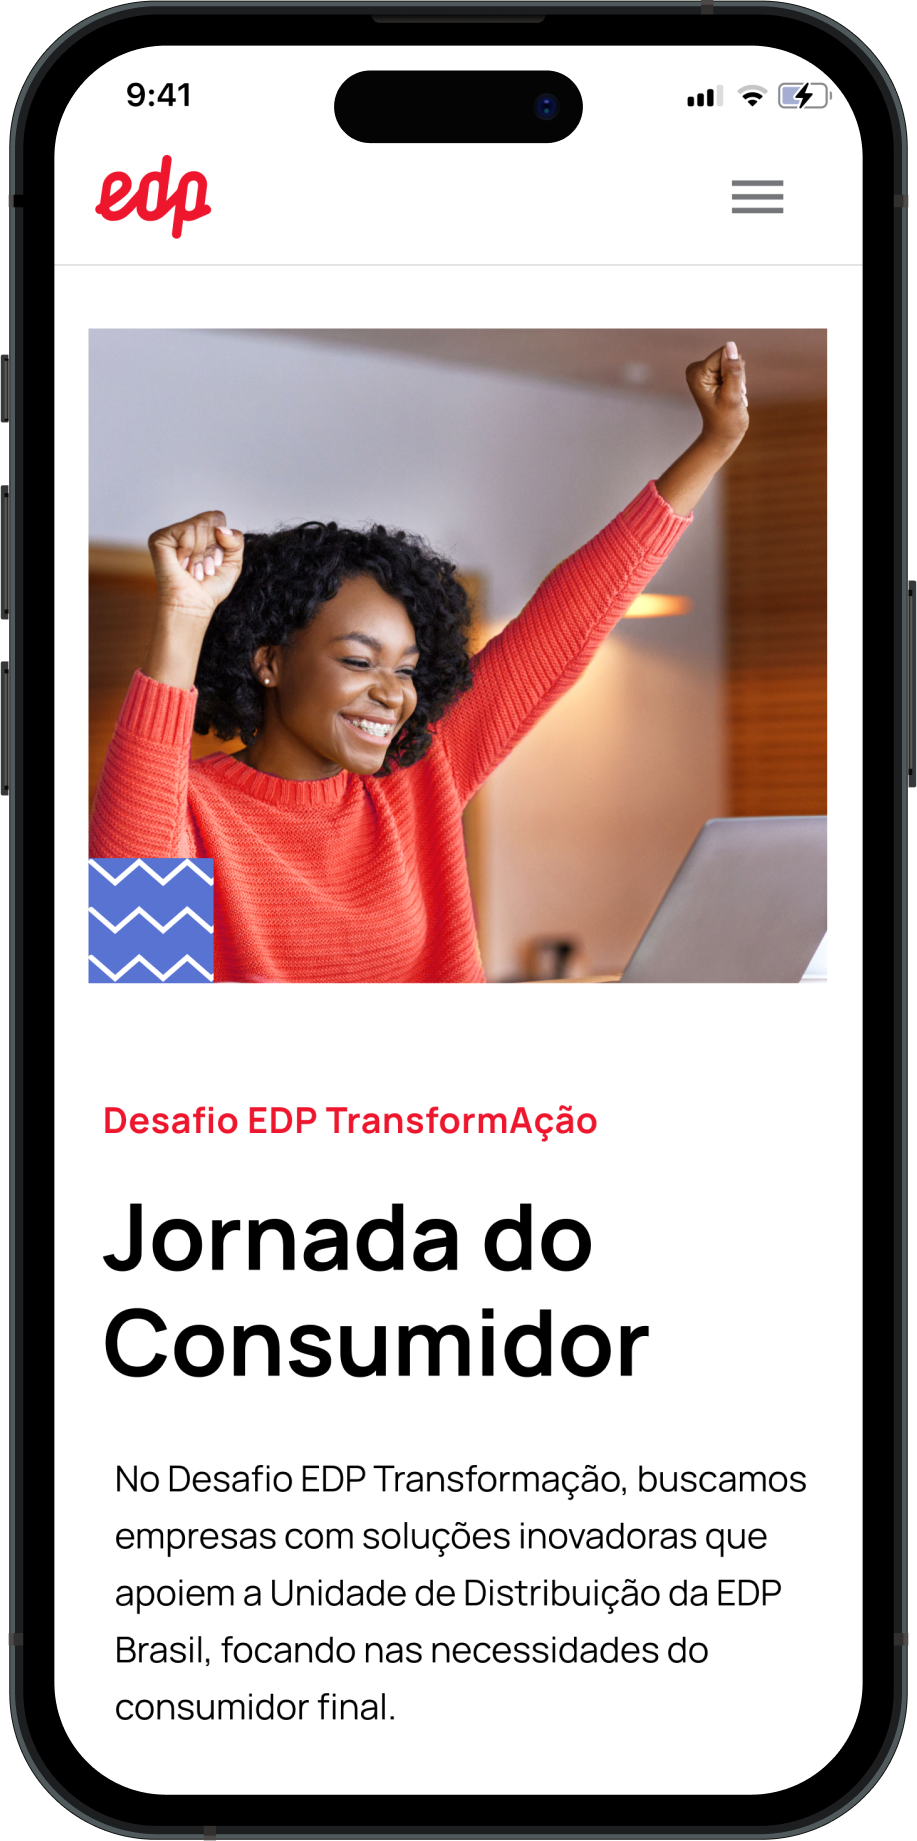 9:41
edp
Desafio EDP TransformAção
Jornada do
Consumidor
No Desafio EDP Transformação, buscamos
empresas com soluções inovadoras que
apoiem a Unidade de Distribuição da EDP
Brasil, focando nas necessidades do
consumidor final.